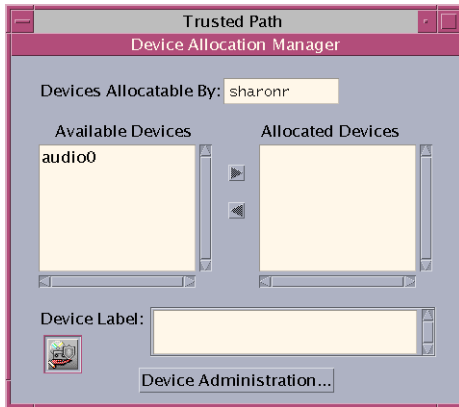 Trusted Path
Device Allocation Manager
Devices Allocatable By: sharonr
Available Devices
Allocated Devices
audio0
Device Label:
Device Administration...